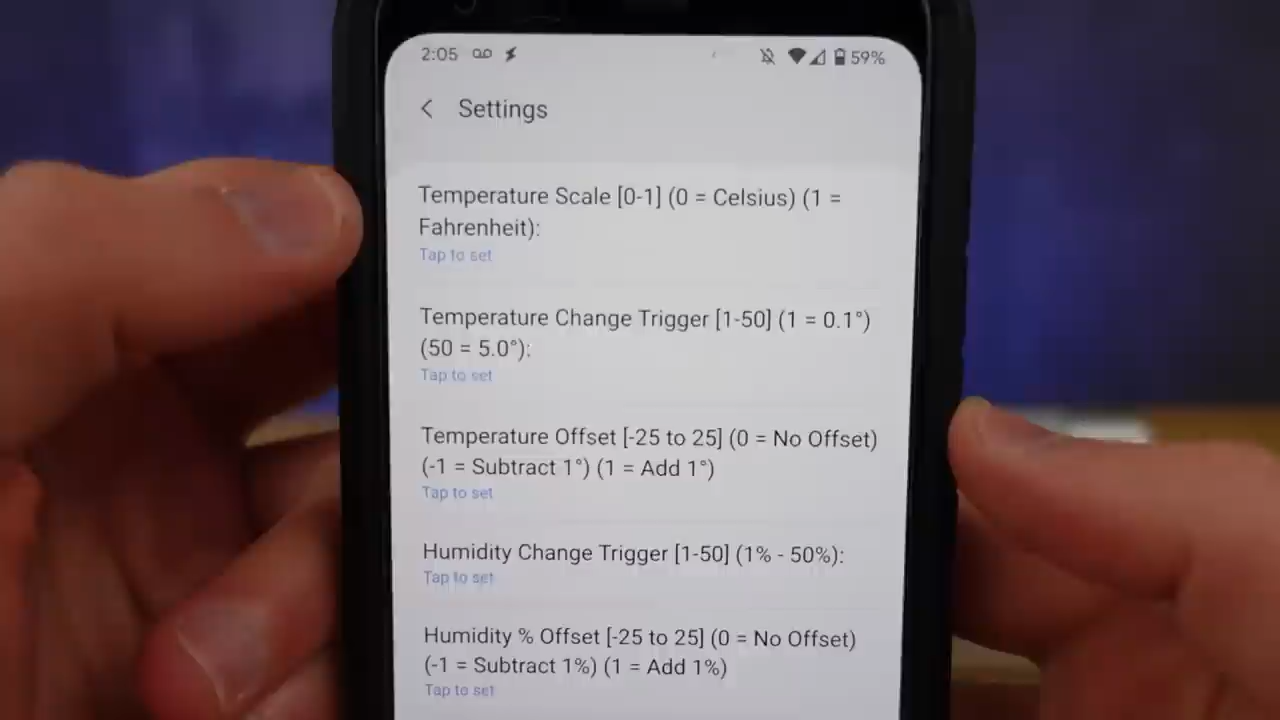 2:05
59%
Settings
Temperature Scale [0-1] (0 = Celsius) (1 =
Fahrenheit):
Tap to set
Temperature Change Trigger [1-50] (1 = 0.1°)
(50 = 5.0°):
Tap to set
Temperature Offset [-25 to 25] (0 = No Offset)
(-1 = Subtract 1°) (1 = Add 1°)
Tap to set
Humidity Change Trigger [1-50] (1% - 50%):
Tap to set
Humidity % Offset [-25 to 25] (0 = No Offset)
(-1 = Subtract 1%) (1 = Add 1%)
Tap to set